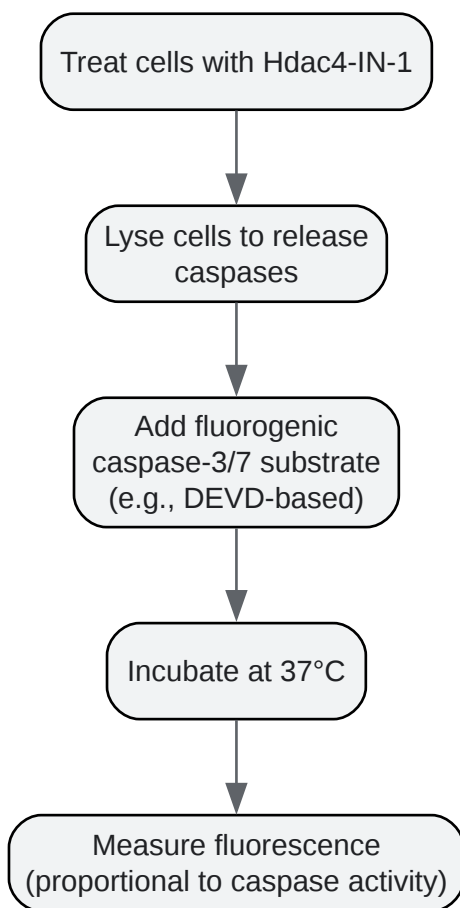 Treat cells with Hdac4-IN-1
Lyse cells to release
caspases
Add fluorogenic
caspase-3/7 substrate
(e.g., DEVD-based)
Incubate at 37°C
Measure fluorescence
(proportional to caspase activity)